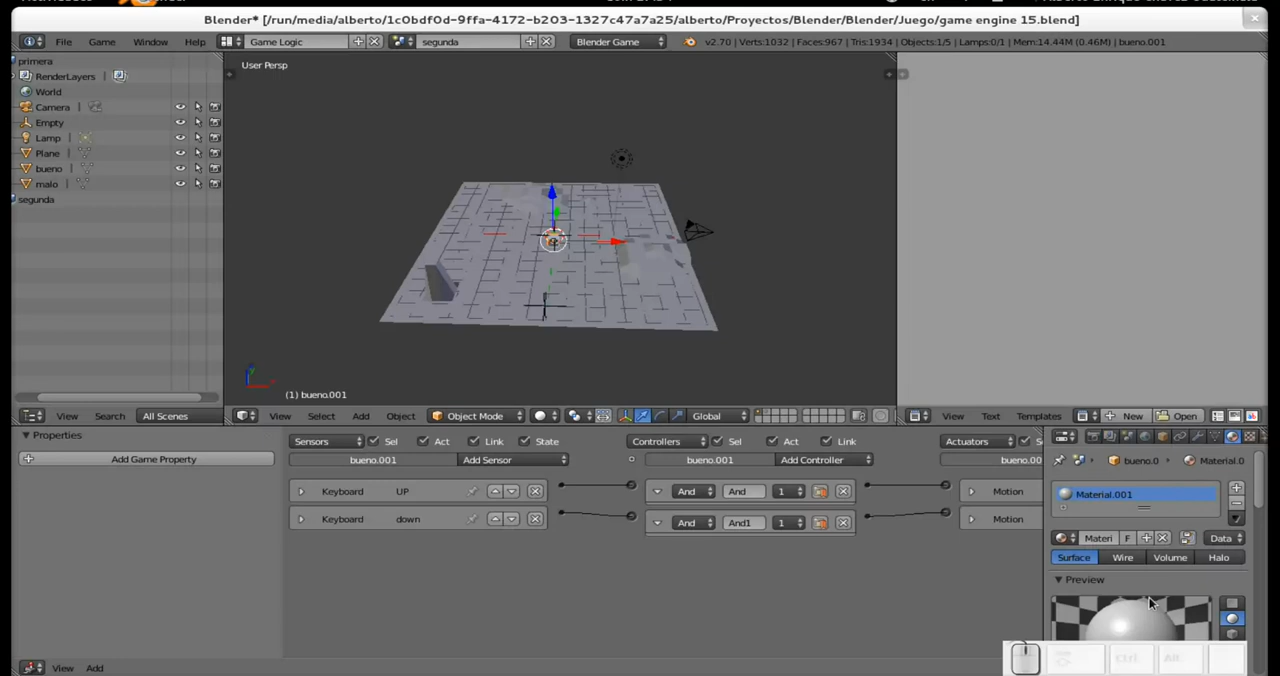 Blender* [/run/media/alberto/1c0bdf0d-9ffa-4172-b203-1327c47a7a25/alberto/Proyectos/Blender/Blender/Juego/game engine 15.blend]
File Game Window Help Game Logic segunda Blender Game v2.70 | Verts:1032 | Faces:967 | Tris:1934 | Objects:1/5 | Lamps:0/1 | Mem:14.44M (0.46M) | bueno.001
primera
User Persp
RenderLayers |
World
Camera |
Empty
Lamp |
Plane |
bueno |
malo |
segunda
(1) bueno.001
View Search All Scenes
View Select Add Object Object Mode Global
View Text Templates New Open
Properties
Sensors Sel Act Link State
Controllers Sel Act Link
Actuators
Add Game Property
bueno.001 Add Sensor
bueno.001 Add Controller
bueno.00
bueno.0 Material.0
Keyboard UP
And And 1
Motion
Material.001
Keyboard down
And And1 1
Motion
Materi F Data
Surface Wire Volume Halo
Preview
Ctrl Alt
View Add